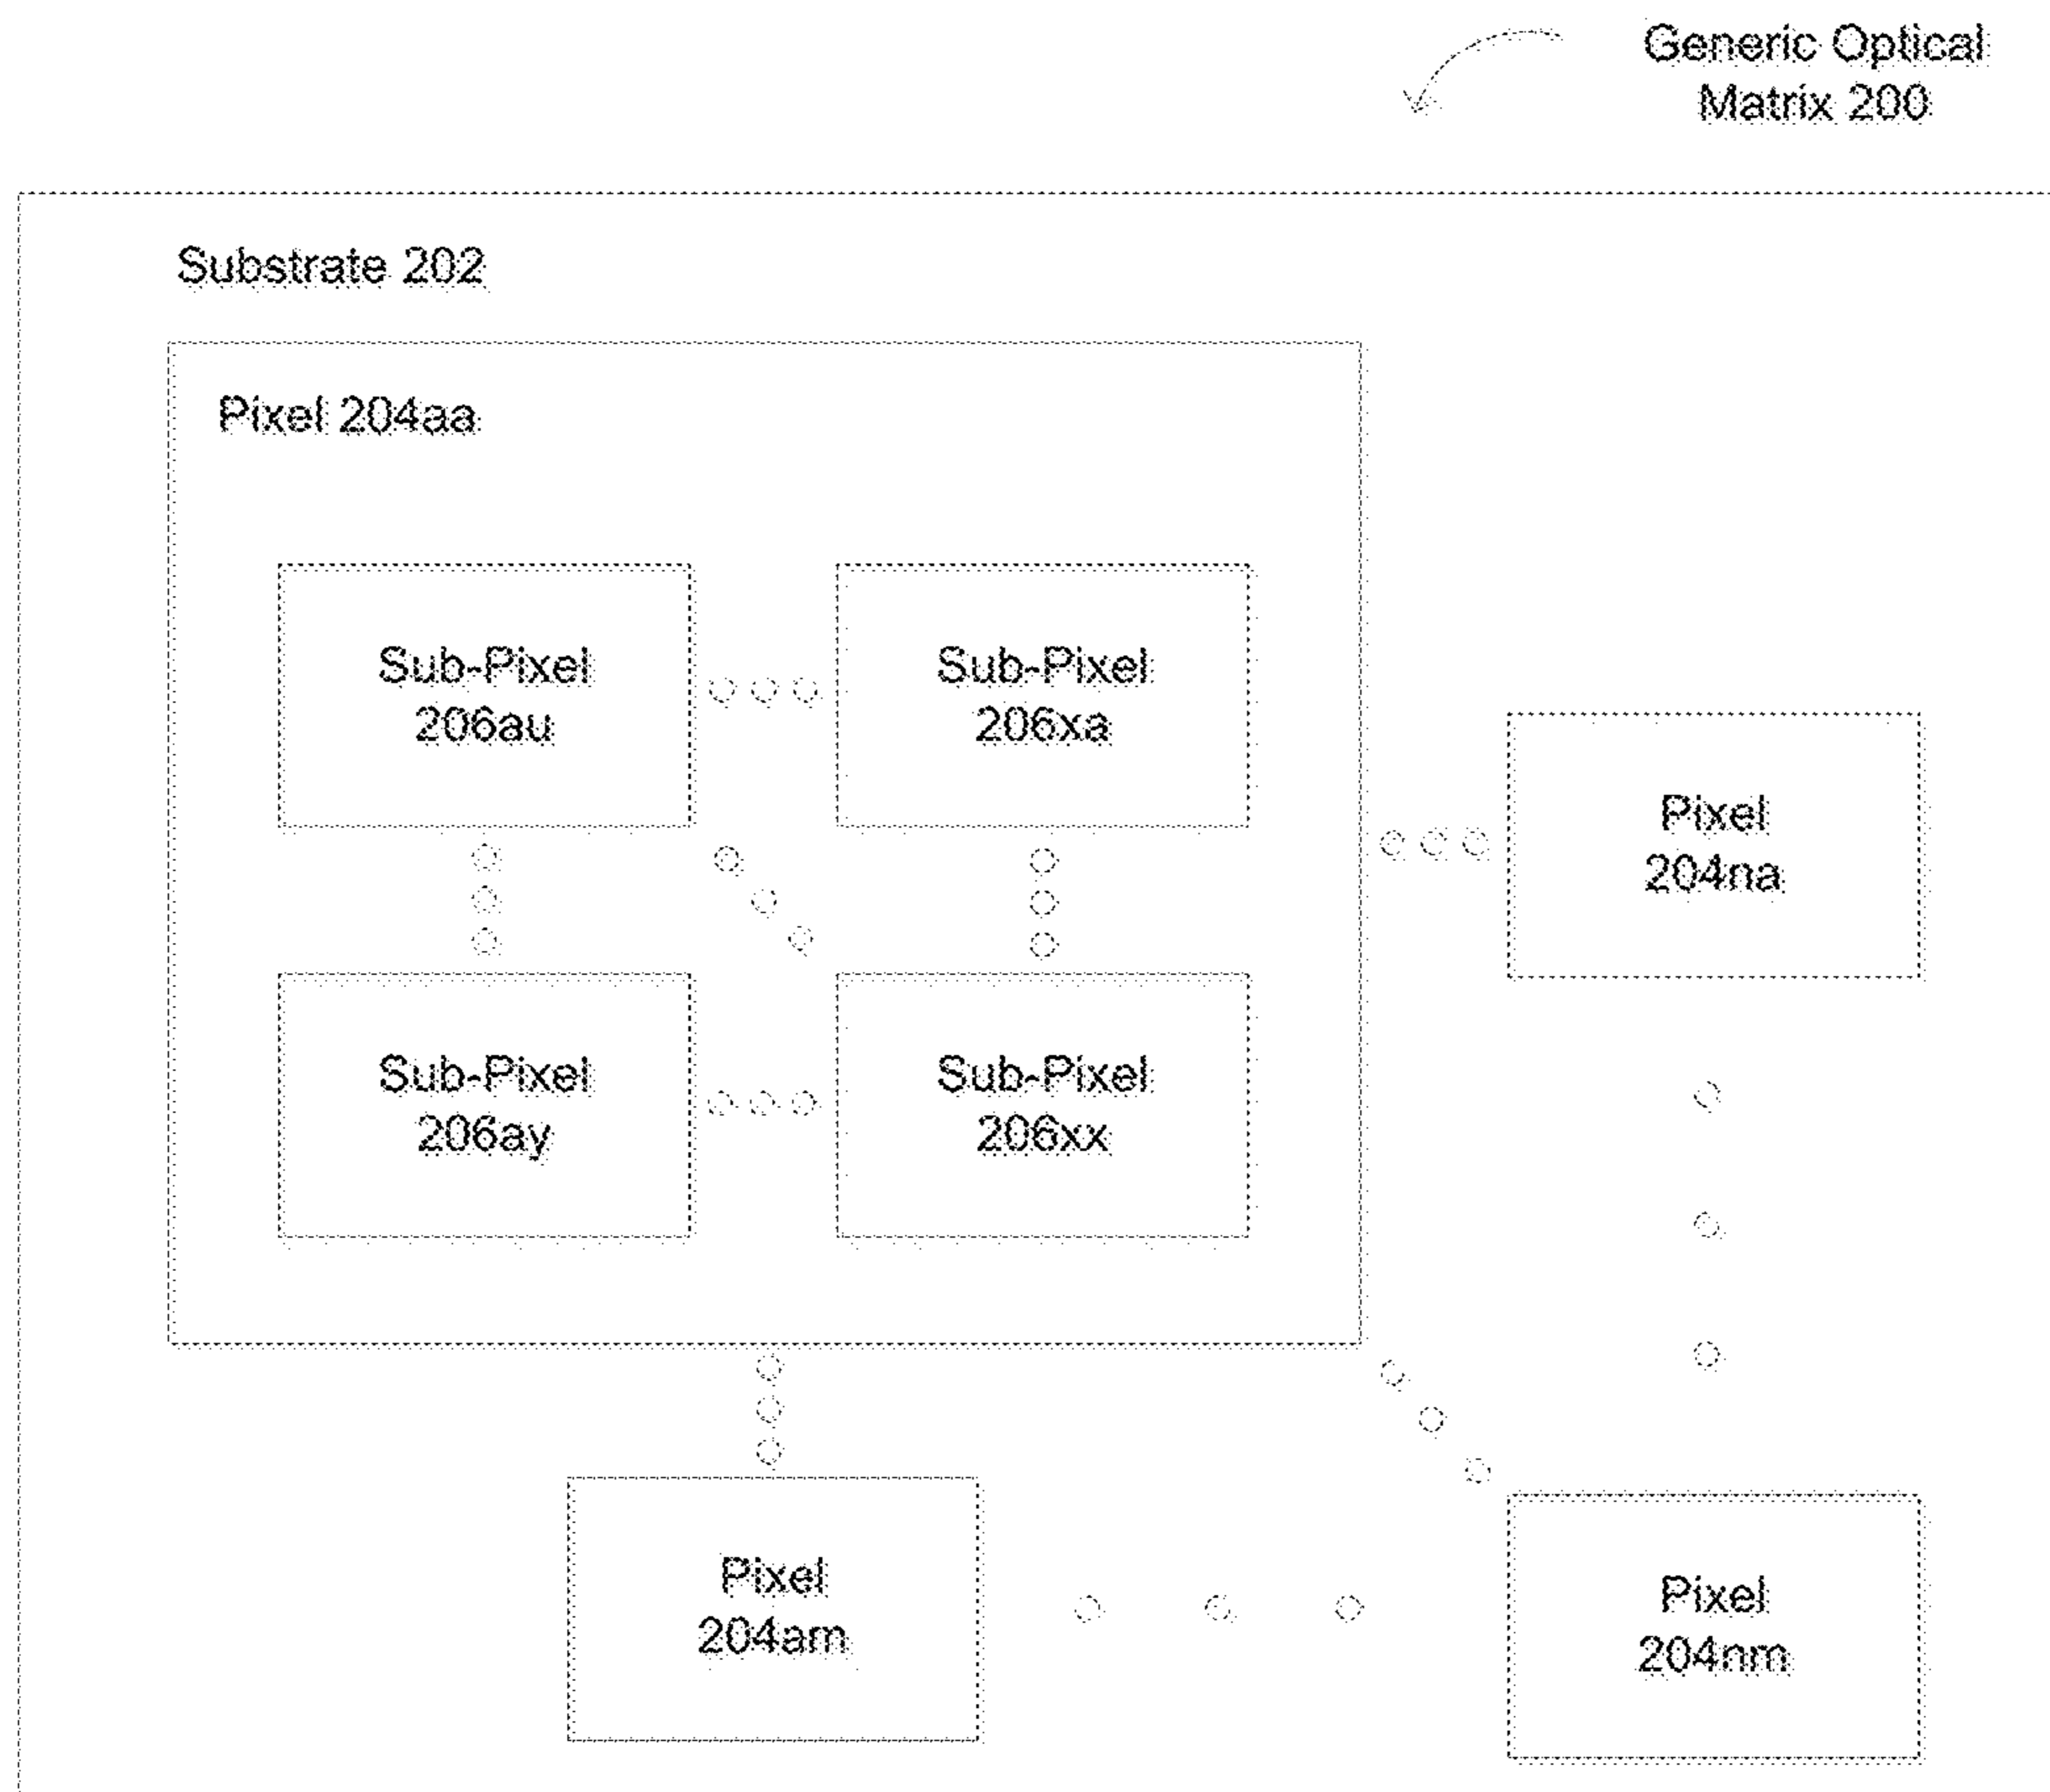 Generic Optical
Matrix 200
Substrate 202
Pixel 204aa
Sub-Pixel
206au
Sub-Pixel
206xa
Pixel
204na
Sub-Pixel
206ay
Sub-Pixel
206xx
Pixel
204am
Pixel
204nm